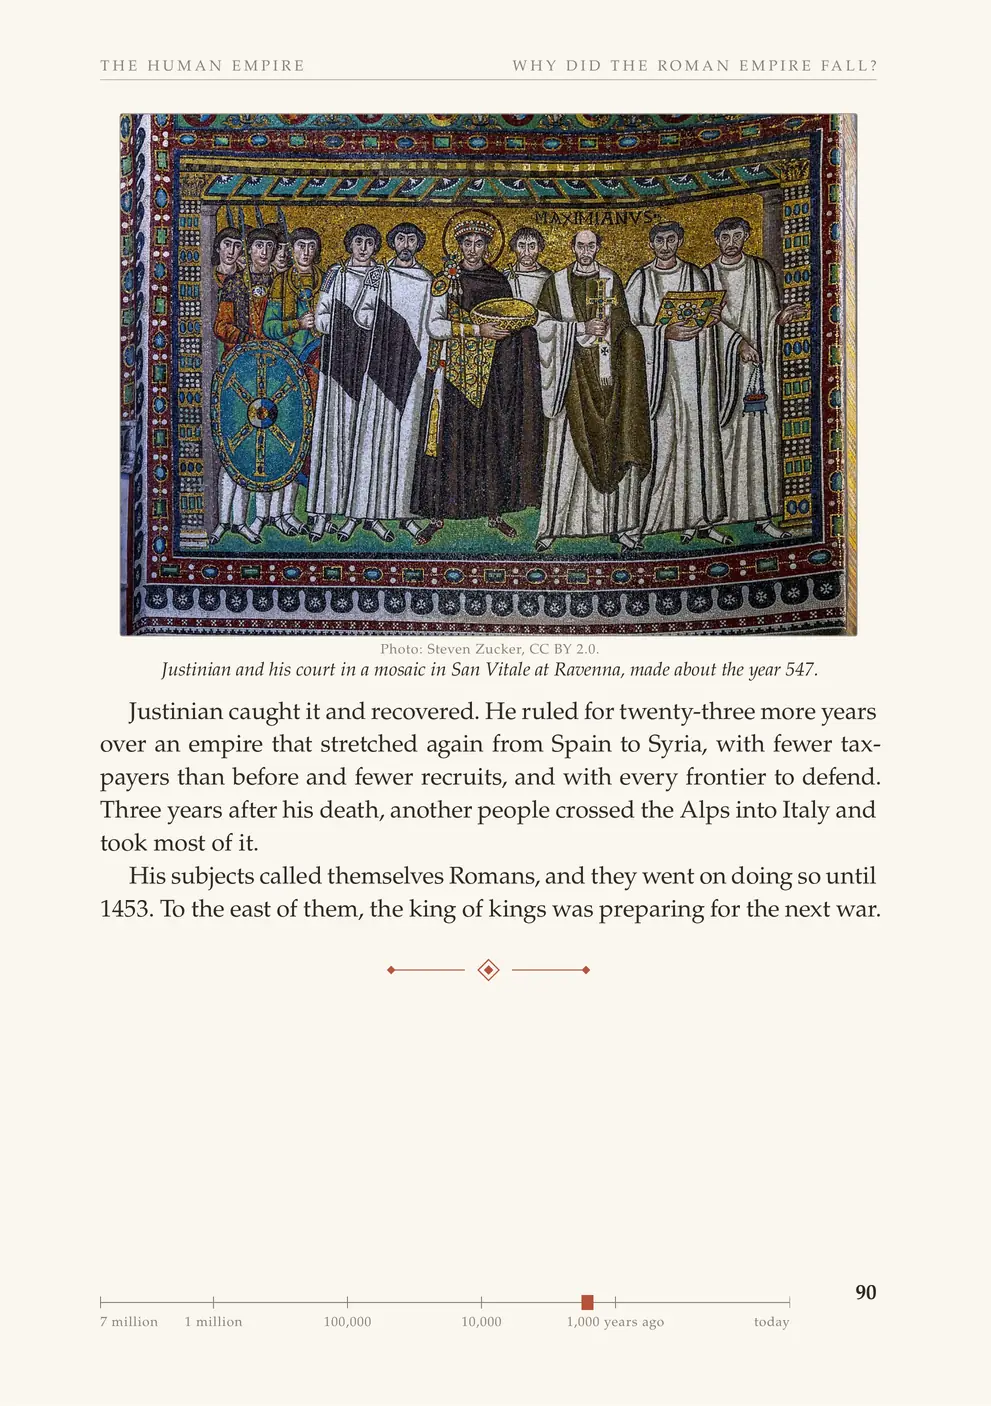 THE HUMAN EMPIRE
WHY DID THE ROMAN EMPIRE FALL?
MAXIMIANVS
Photo: Steven Zucker, CC BY 2.0.
Justinian and his court in a mosaic in San Vitale at Ravenna, made about the year 547.
Justinian caught it and recovered. He ruled for twenty-three more years
over an empire that stretched again from Spain to Syria, with fewer tax-
payers than before and fewer recruits, and with every frontier to defend.
Three years after his death, another people crossed the Alps into Italy and
took most of it.
His subjects called themselves Romans, and they went on doing so until
1453. To the east of them, the king of kings was preparing for the next war.
90
7 million 1 million 100,000 10,000 1,000 years ago today